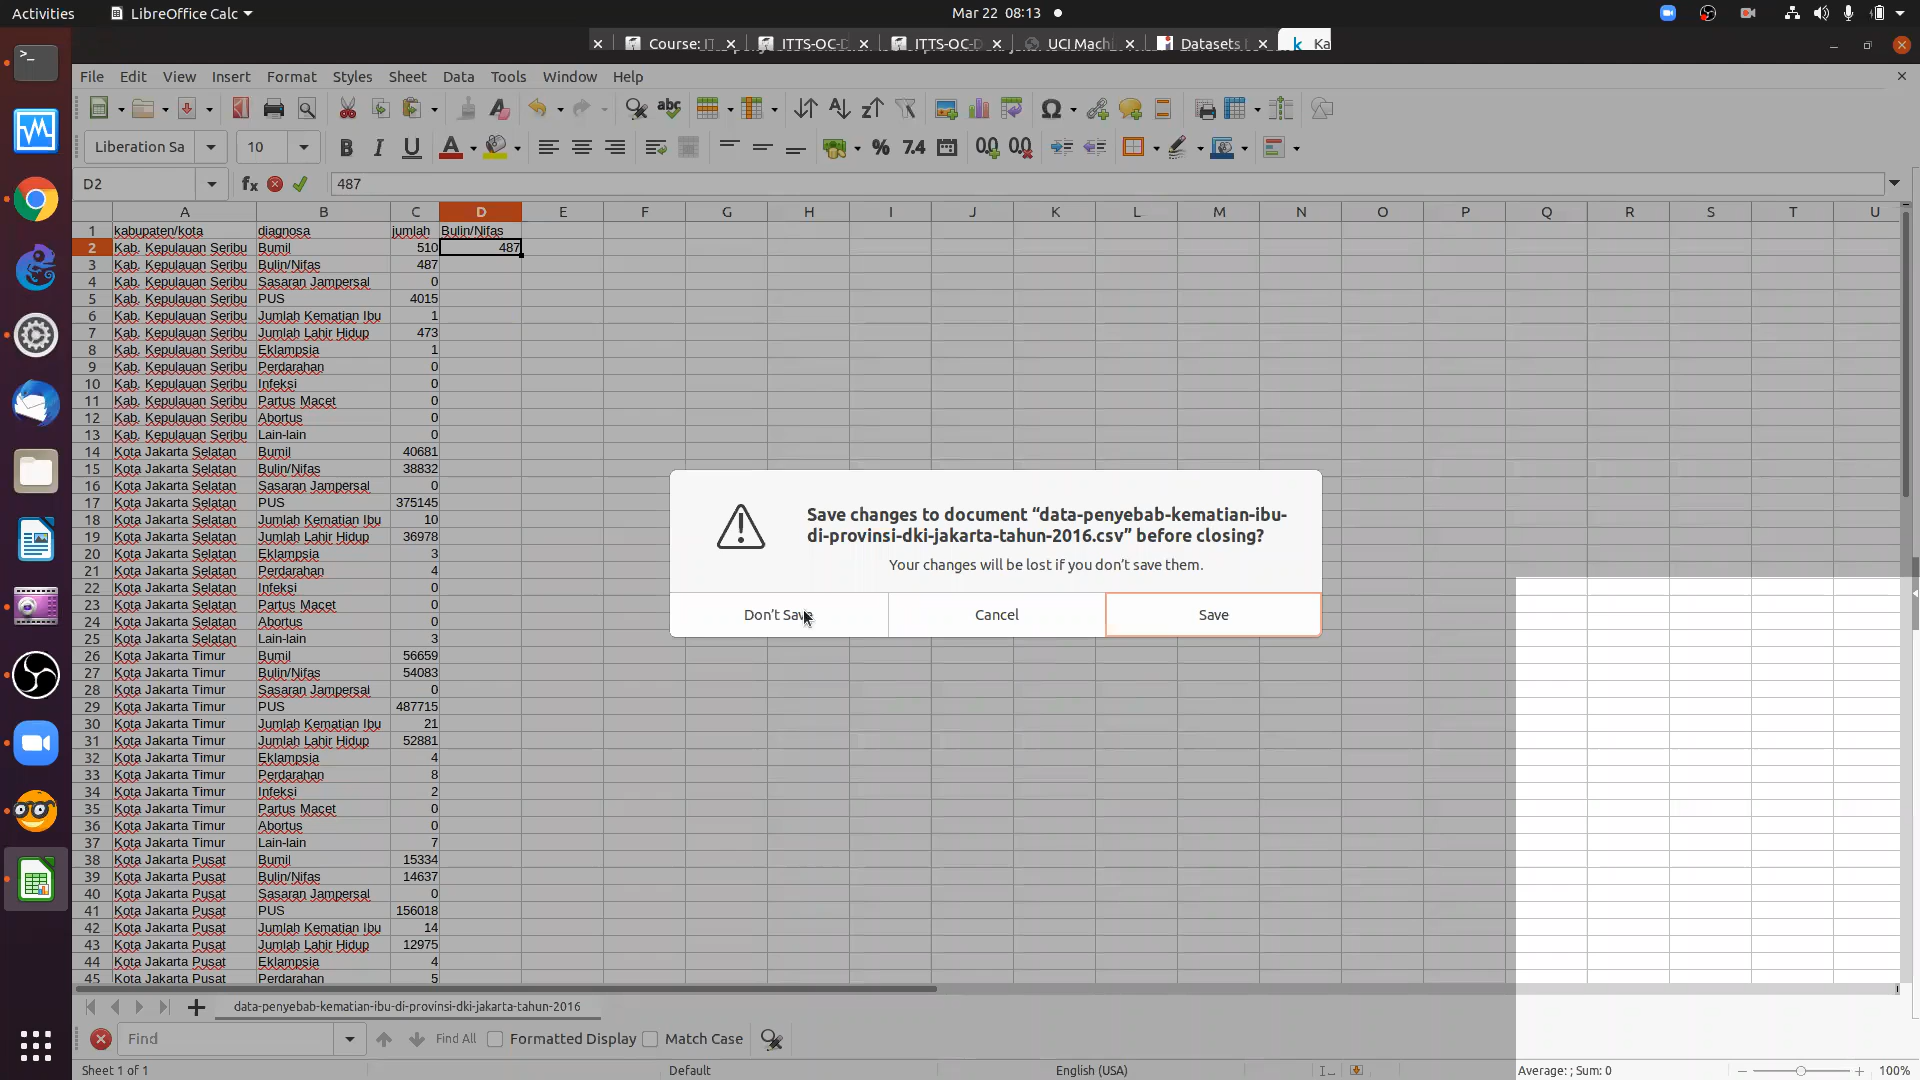 Activities LibreOffice Calc Mar 22 08:13
Course: IT ITTS-OC-D ITTS-OC-D UCI Machi Datasets Ka
File Edit View Insert Format Styles Sheet Data Tools Window Help
Liberation Sa 10
D2 487
A B C D E F G H I J K L M N O P Q R S T U
1 kabupaten/kota diagnosa jumlah Bulin/Nifas
2 Kab. Kepulauan Seribu Bumil 510 487
3 Kab. Kepulauan Seribu Bulin/Nifas 487
4 Kab. Kepulauan Seribu Sasaran Jampersal 0
5 Kab. Kepulauan Seribu PUS 4015
6 Kab. Kepulauan Seribu Jumlah Kematian Ibu 1
7 Kab. Kepulauan Seribu Jumlah Lahir Hidup 473
8 Kab. Kepulauan Seribu Eklampsia 1
9 Kab. Kepulauan Seribu Perdarahan 0
10 Kab. Kepulauan Seribu Infeksi 0
11 Kab. Kepulauan Seribu Partus Macet 0
12 Kab. Kepulauan Seribu Abortus 0
13 Kab. Kepulauan Seribu Lain-lain 0
14 Kota Jakarta Selatan Bumil 40681
15 Kota Jakarta Selatan Bulin/Nifas 38832
16 Kota Jakarta Selatan Sasaran Jampersal 0
17 Kota Jakarta Selatan PUS 375145
18 Kota Jakarta Selatan Jumlah Kematian Ibu 10
19 Kota Jakarta Selatan Jumlah Lahir Hidup 36978
20 Kota Jakarta Selatan Eklampsia 3
21 Kota Jakarta Selatan Perdarahan 4
22 Kota Jakarta Selatan Infeksi 0
23 Kota Jakarta Selatan Partus Macet 0
24 Kota Jakarta Selatan Abortus 0
25 Kota Jakarta Selatan Lain-lain 3
26 Kota Jakarta Timur Bumil 56659
27 Kota Jakarta Timur Bulin/Nifas 54083
28 Kota Jakarta Timur Sasaran Jampersal 0
29 Kota Jakarta Timur PUS 487715
30 Kota Jakarta Timur Jumlah Kematian Ibu 21
31 Kota Jakarta Timur Jumlah Lahir Hidup 52881
32 Kota Jakarta Timur Eklampsia 4
33 Kota Jakarta Timur Perdarahan 8
34 Kota Jakarta Timur Infeksi 2
35 Kota Jakarta Timur Partus Macet 0
36 Kota Jakarta Timur Abortus 0
37 Kota Jakarta Timur Lain-lain 7
38 Kota Jakarta Pusat Bumil 15334
39 Kota Jakarta Pusat Bulin/Nifas 14637
40 Kota Jakarta Pusat Sasaran Jampersal 0
41 Kota Jakarta Pusat PUS 156018
42 Kota Jakarta Pusat Jumlah Kematian Ibu 14
43 Kota Jakarta Pusat Jumlah Lahir Hidup 12975
44 Kota Jakarta Pusat Eklampsia 4
45 Kota Jakarta Pusat Perdarahan 5
Save changes to document “data-penyebab-kematian-ibu-
di-provinsi-dki-jakarta-tahun-2016.csv” before closing?
Your changes will be lost if you don’t save them.
Don’t Save Cancel Save
data-penyebab-kematian-ibu-di-provinsi-dki-jakarta-tahun-2016
Find Find All Formatted Display Match Case
Sheet 1 of 1 Default English (USA) Average: ; Sum: 0 100%